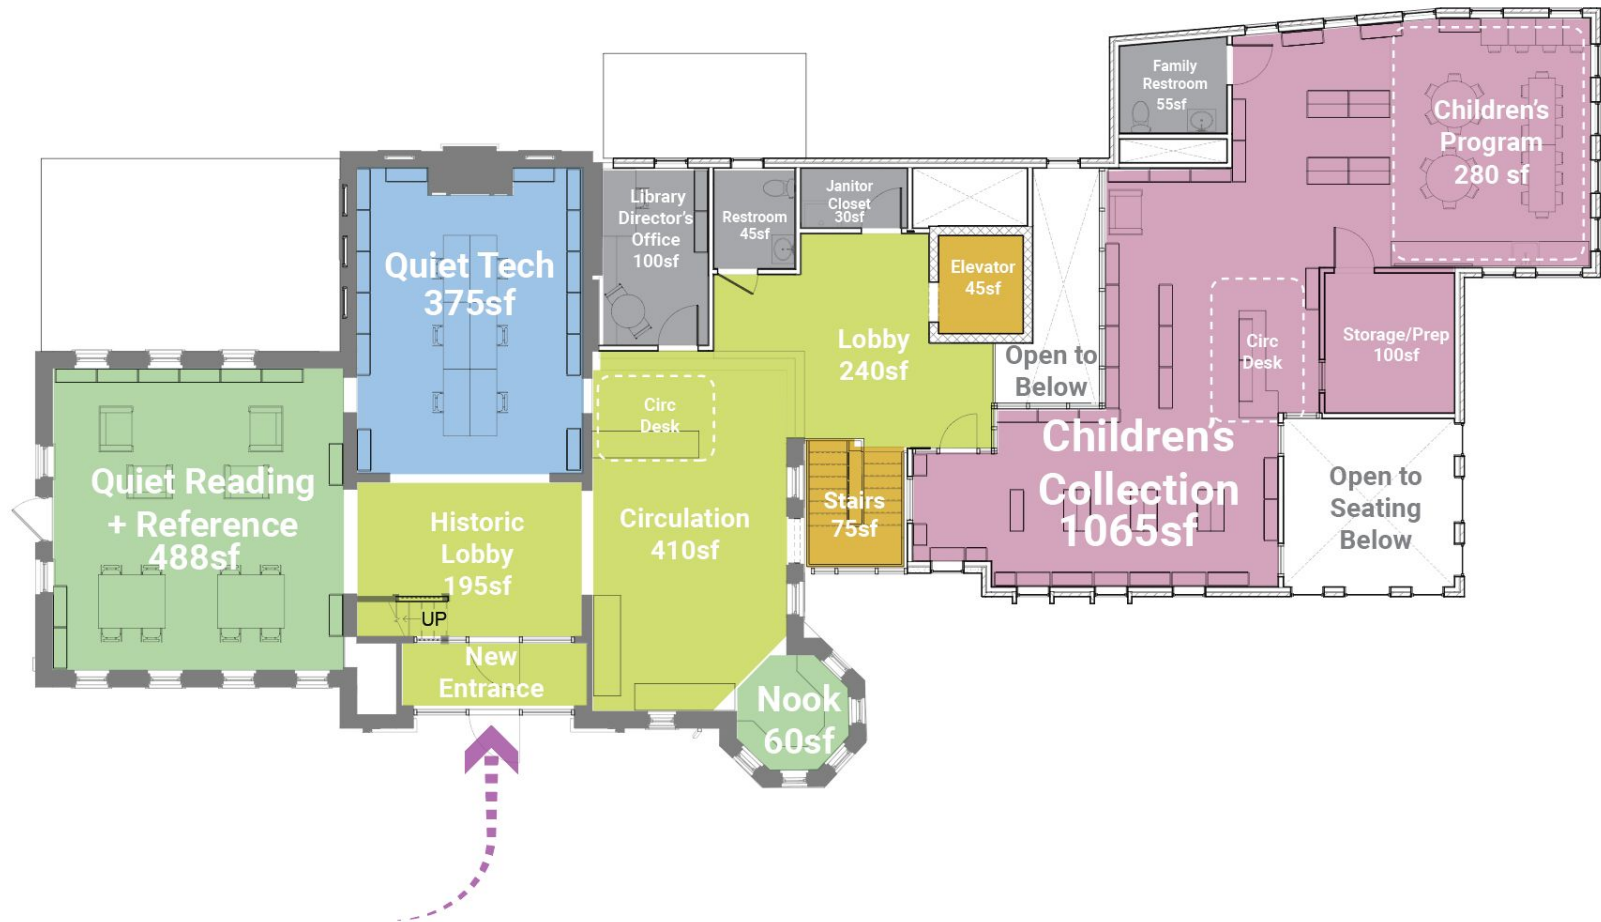 Family
Restroom
55sf
Children's
Program
280 sf
Library
Director's
Office
100sf
Restroom
45sf
Janitor
Closet
30sf
Quiet Tech
375sf
Elevator
45sf
Lobby
240sf
Open to
Below
Circ
Desk
Storage/Prep
100sf
Circ
Desk
Children's
Collection
1065sf
Quiet Reading
+ Reference
488sf
Historic
Lobby
195sf
Circulation
410sf
Stairs
75sf
Open to
Seating
Below
UP
New
Entrance
Nook
60sf